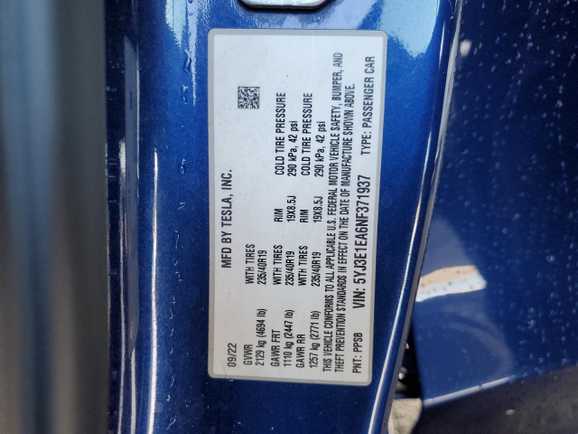 MFD BY TESLA, INC.
09/22
GVWR WITH TIRES RIM COLD TIRE PRESSURE
2129 kg (4694 lb) 235/40R19 19X8.5J 290 kPa, 42 psi
GAWR FRT WITH TIRES RIM COLD TIRE PRESSURE
1110 kg (2447 lb) 235/40R19 19X8.5J 290 kPa, 42 psi
GAWR RR
1257 kg (2771 lb)
THIS VEHICLE CONFORMS TO ALL APPLICABLE U.S. FEDERAL MOTOR VEHICLE SAFETY, BUMPER, AND
THEFT PREVENTION STANDARDS IN EFFECT ON THE DATE OF MANUFACTURE SHOWN ABOVE.
VIN: 5YJ3E1EA6NF371937 TYPE: PASSENGER CAR
PNT: PPSB